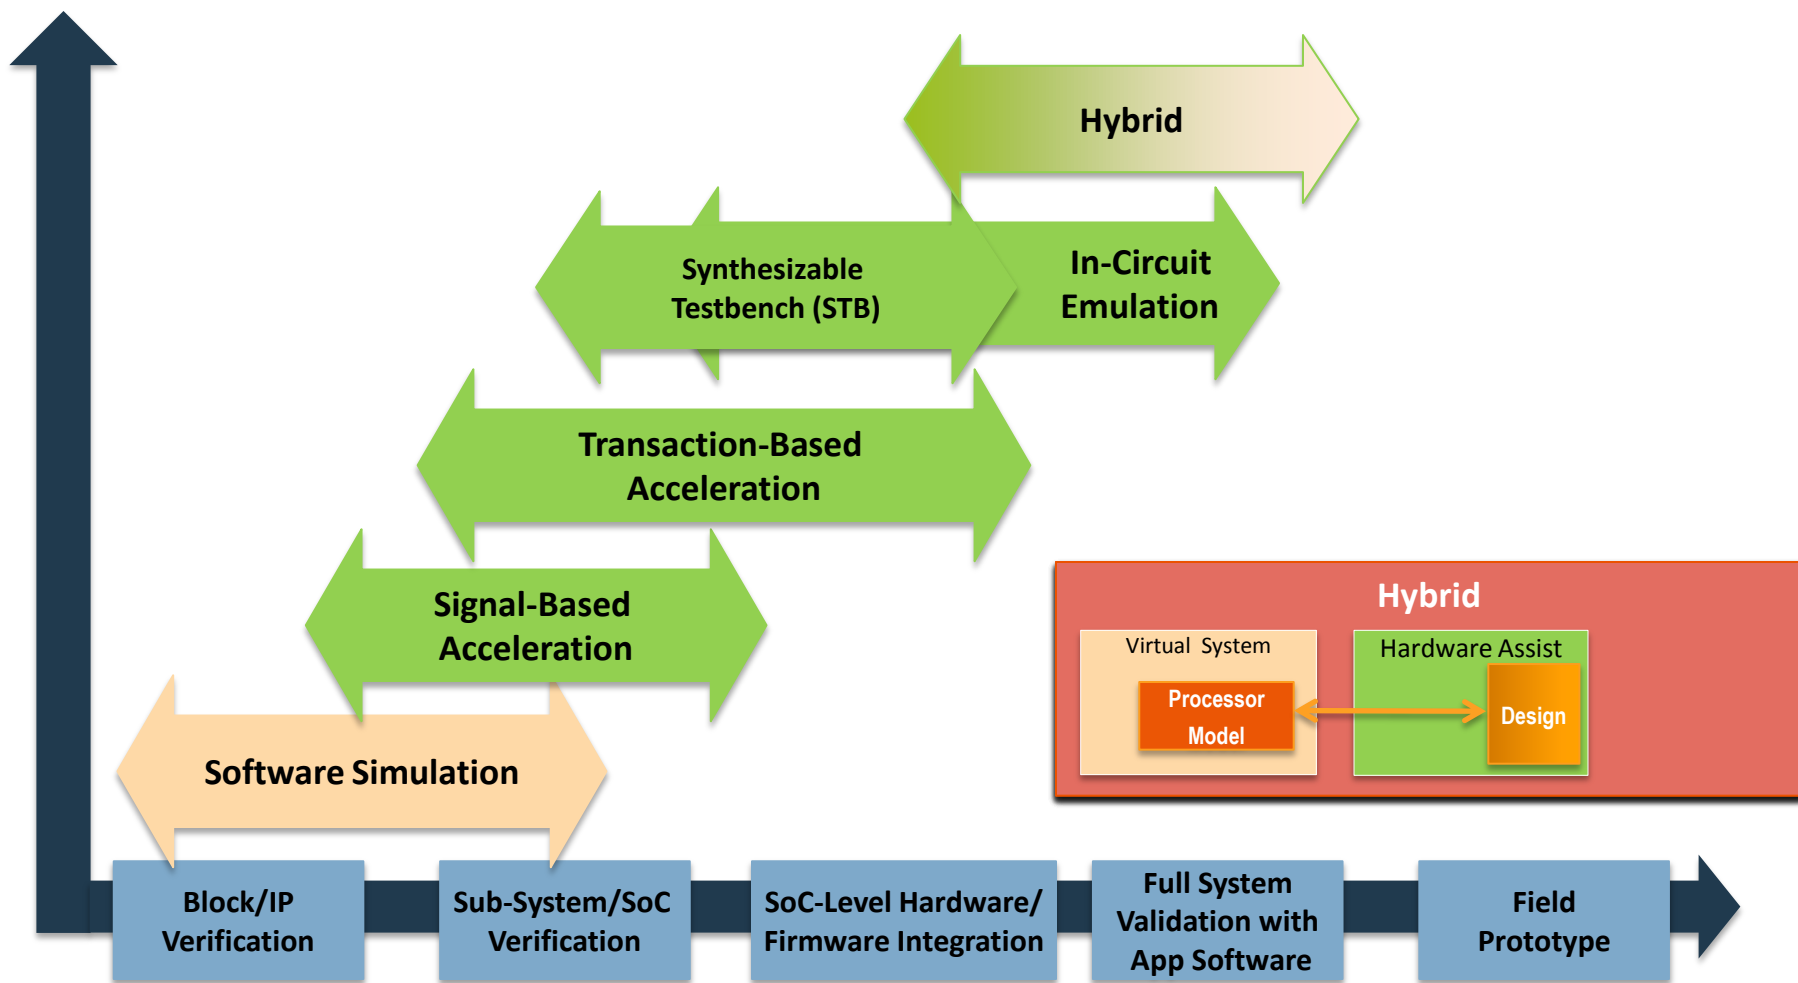 Hybrid
Synthesizable
Testbench (STB)
In-Circuit
Emulation
Transaction-Based
Acceleration
Signal-Based
Acceleration
Software Simulation
Hybrid
Virtual System
Hardware Assist
Processor
Model
Design
Block/IP
Verification
Sub-System/SoC
Verification
SoC-Level Hardware/
Firmware Integration
Full System
Validation with
App Software
Field
Prototype